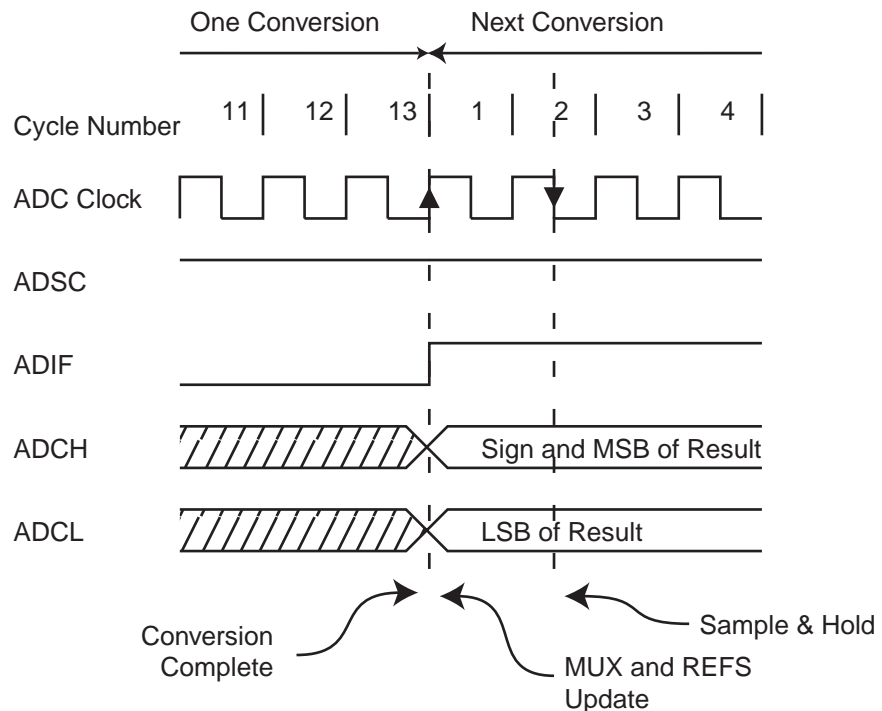 One Conversion Next Conversion
Cycle Number 11 12 13 1 2 3 4
ADC Clock
ADSC
ADIF
ADCH Sign and MSB of Result
ADCL LSB of Result
Conversion
Complete
MUX and REFS
Update
Sample & Hold